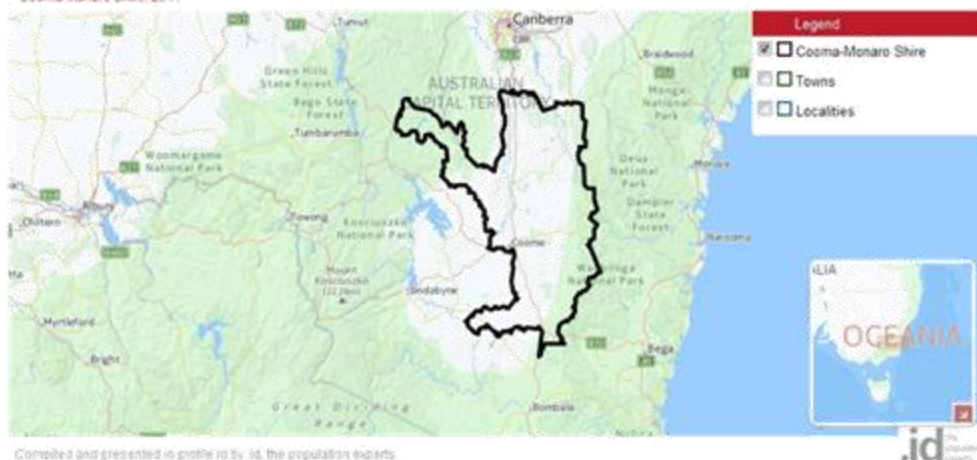 Canberra
Tumut
Braidwood
Legend
Cooma-Monaro Shire
Towns
Localities
Green Hills
State Forest
AUSTRALIAN
CAPITAL TERRITORY
Monga
National
Park
Bago State
Forest
Tumbarumba
Woomargama
National Park
Deua
National
Park
Moruya
Albury
Chiltern
Towong
Kosciuszko
National Park
Dampier
State
Forest
Narooma
Cooma
Mount
Kosciuszko
Jindabyne
Wadbilliga
National Park
Myrtleford
Bright
Bega
Great Dividing
Range
Bombala
OCEANIA
Compiled and presented in profile.id by .id, the population experts.
.id